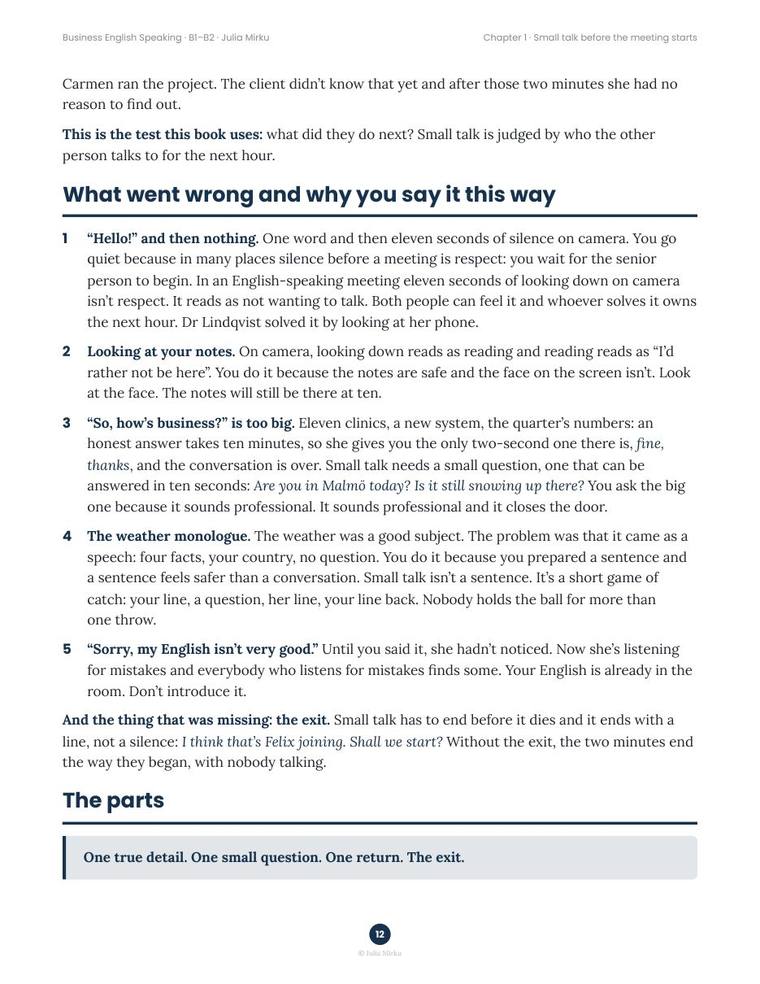 Business English Speaking · B1–B2 · Julia Mirku
Chapter 1 · Small talk before the meeting starts
Carmen ran the project. The client didn’t know that yet and after those two minutes she had no
reason to find out.
This is the test this book uses: what did they do next? Small talk is judged by who the other
person talks to for the next hour.
What went wrong and why you say it this way
1 “Hello!” and then nothing. One word and then eleven seconds of silence on camera. You go
quiet because in many places silence before a meeting is respect: you wait for the senior
person to begin. In an English-speaking meeting eleven seconds of looking down on camera
isn’t respect. It reads as not wanting to talk. Both people can feel it and whoever solves it owns
the next hour. Dr Lindqvist solved it by looking at her phone.
2 Looking at your notes. On camera, looking down reads as reading and reading reads as “I’d
rather not be here”. You do it because the notes are safe and the face on the screen isn’t. Look
at the face. The notes will still be there at ten.
3 “So, how’s business?” is too big. Eleven clinics, a new system, the quarter’s numbers: an
honest answer takes ten minutes, so she gives you the only two-second one there is, fine,
thanks, and the conversation is over. Small talk needs a small question, one that can be
answered in ten seconds: Are you in Malmö today? Is it still snowing up there? You ask the big
one because it sounds professional. It sounds professional and it closes the door.
4 The weather monologue. The weather was a good subject. The problem was that it came as a
speech: four facts, your country, no question. You do it because you prepared a sentence and
a sentence feels safer than a conversation. Small talk isn’t a sentence. It’s a short game of
catch: your line, a question, her line, your line back. Nobody holds the ball for more than
one throw.
5 “Sorry, my English isn’t very good.” Until you said it, she hadn’t noticed. Now she’s listening
for mistakes and everybody who listens for mistakes finds some. Your English is already in the
room. Don’t introduce it.
And the thing that was missing: the exit. Small talk has to end before it dies and it ends with a
line, not a silence: I think that’s Felix joining. Shall we start? Without the exit, the two minutes end
the way they began, with nobody talking.
The parts
One true detail. One small question. One return. The exit.
12
© Julia Mirku